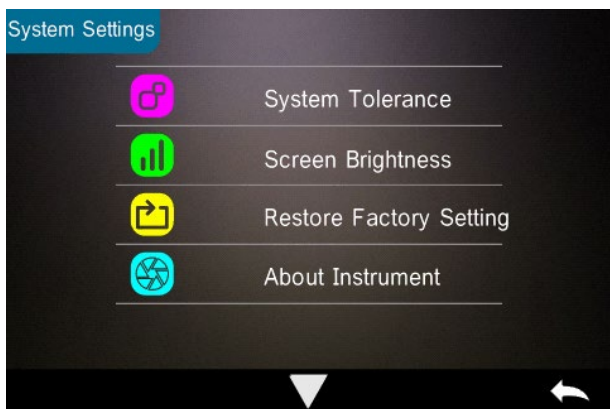 System Settings
System Tolerance
Screen Brightness
Restore Factory Setting
About Instrument